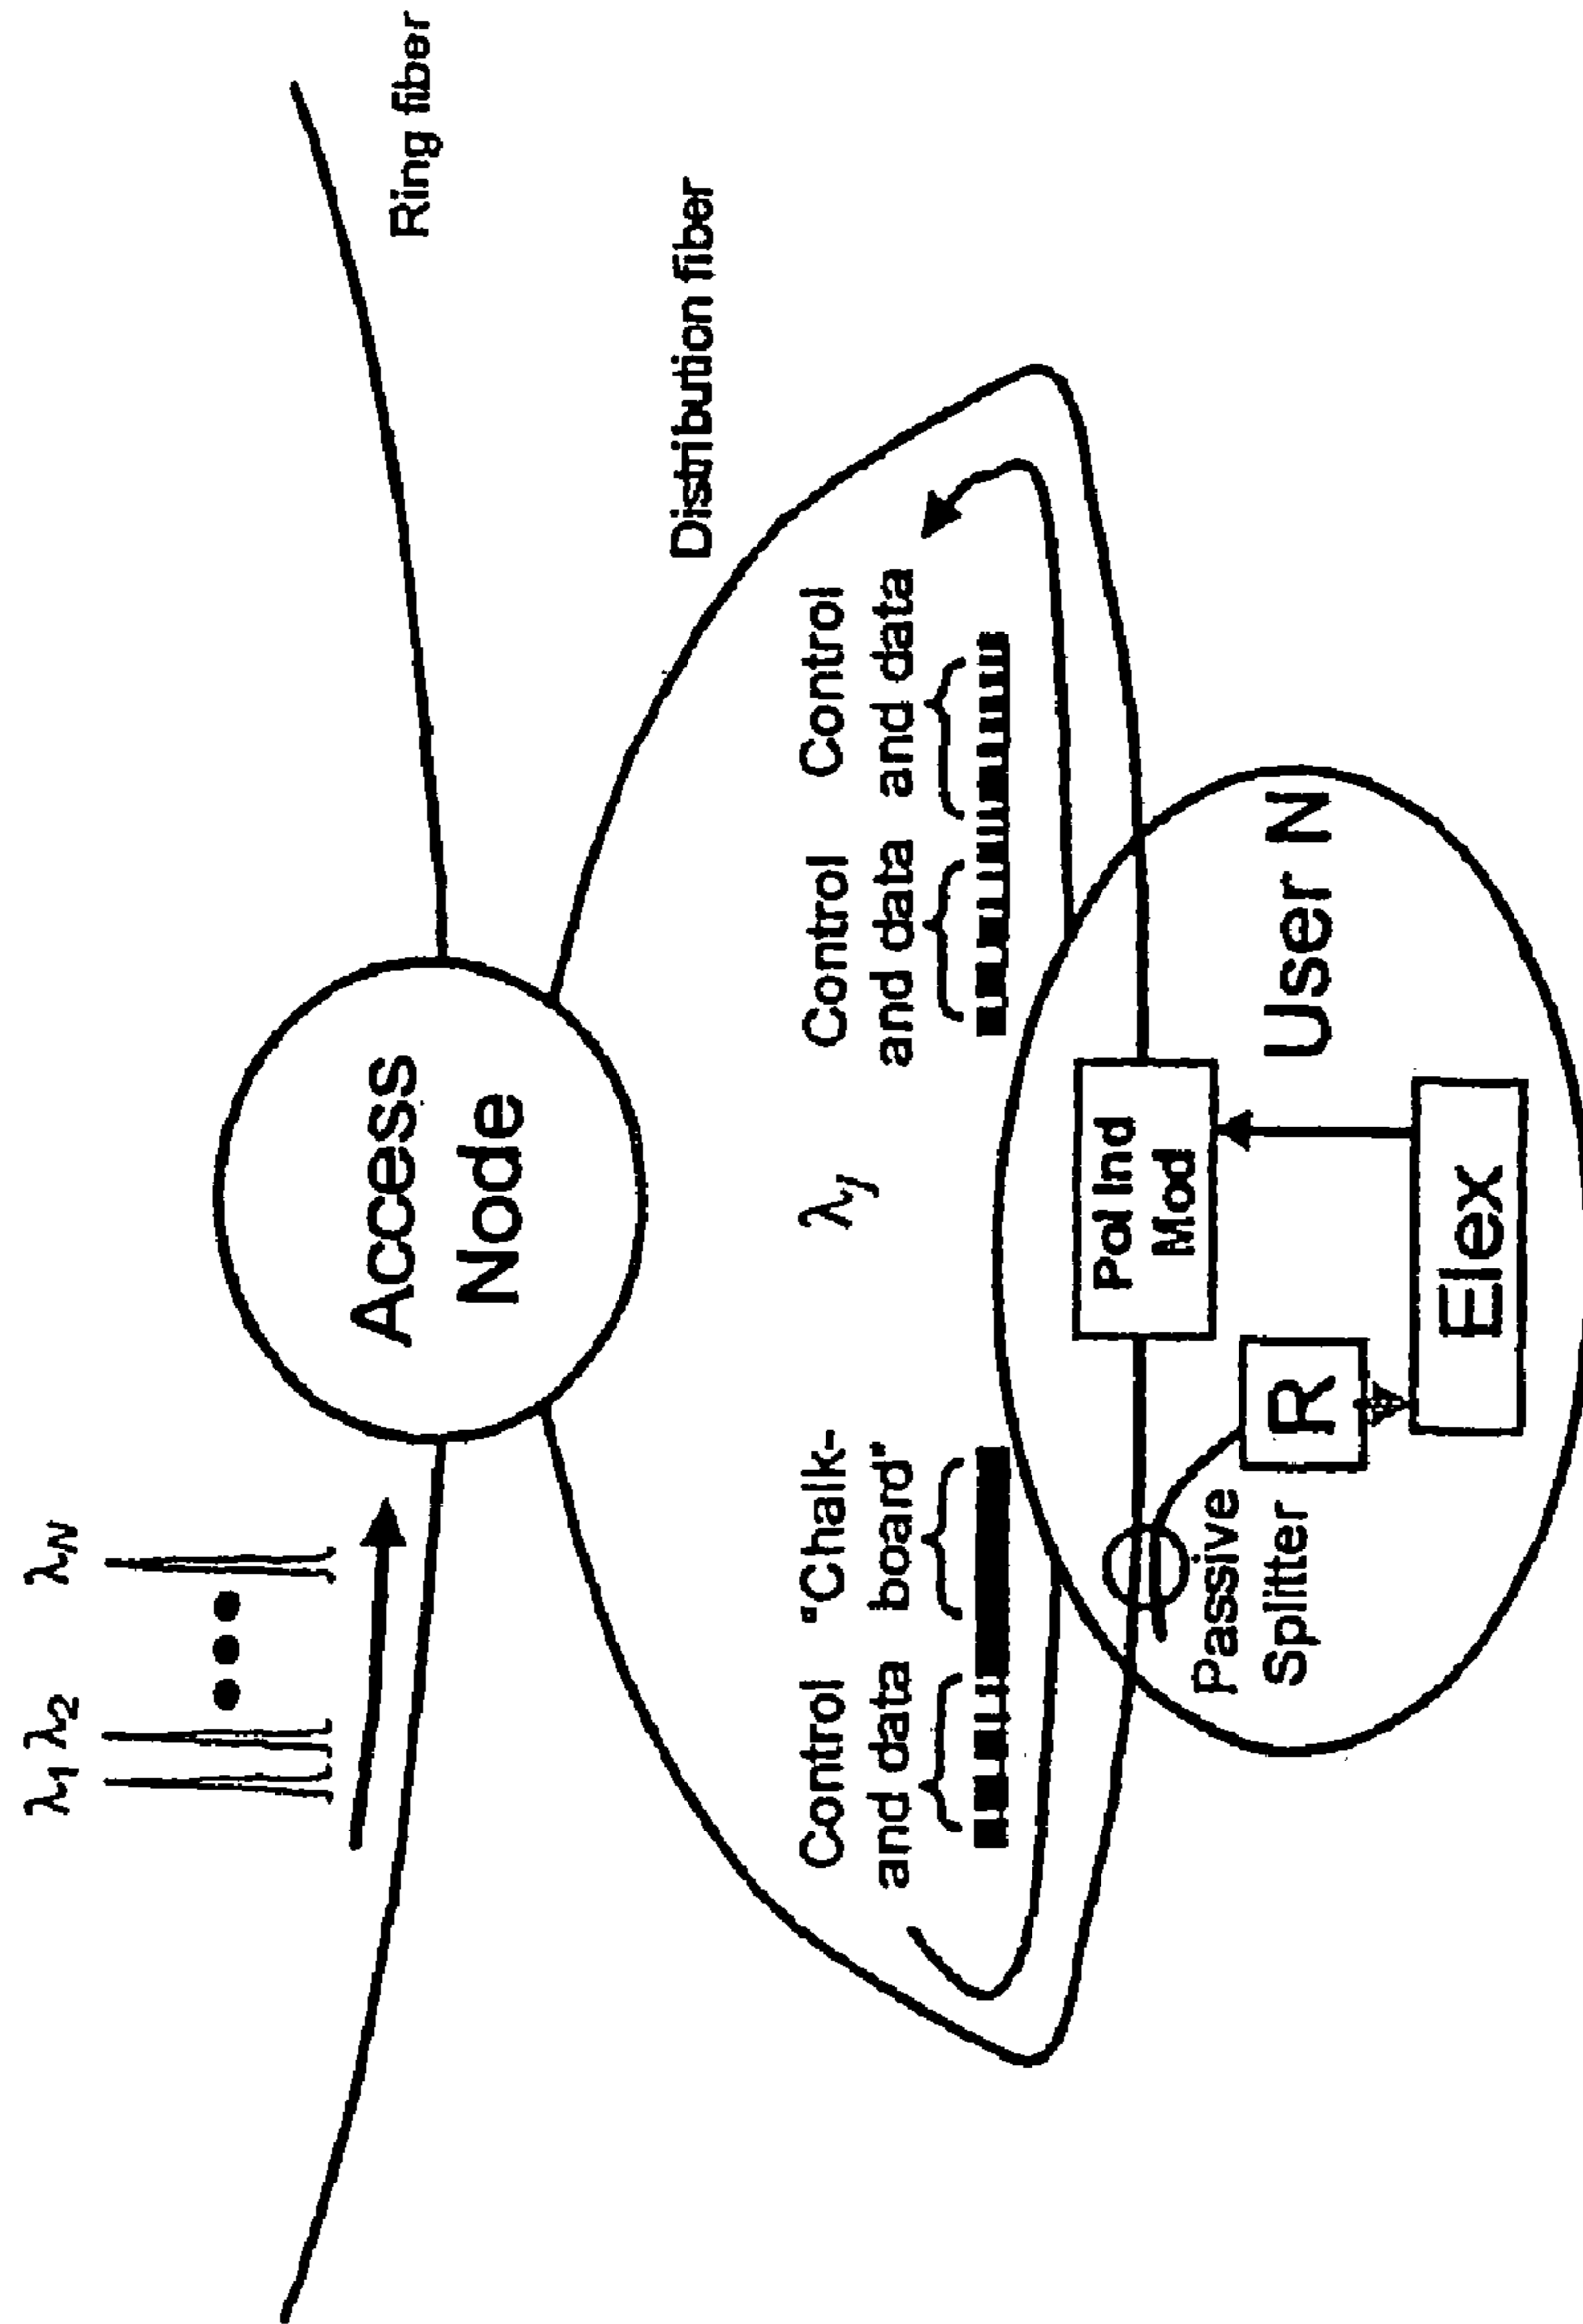 λ1 λ2 λN
Ring fiber
Access
Node
Distribution fiber
Control
and data
"Chalk-
board"
λj
Control
and data
Control
and data
Passive
Splitter
R
Pol Ind
Mod
Elex
User N